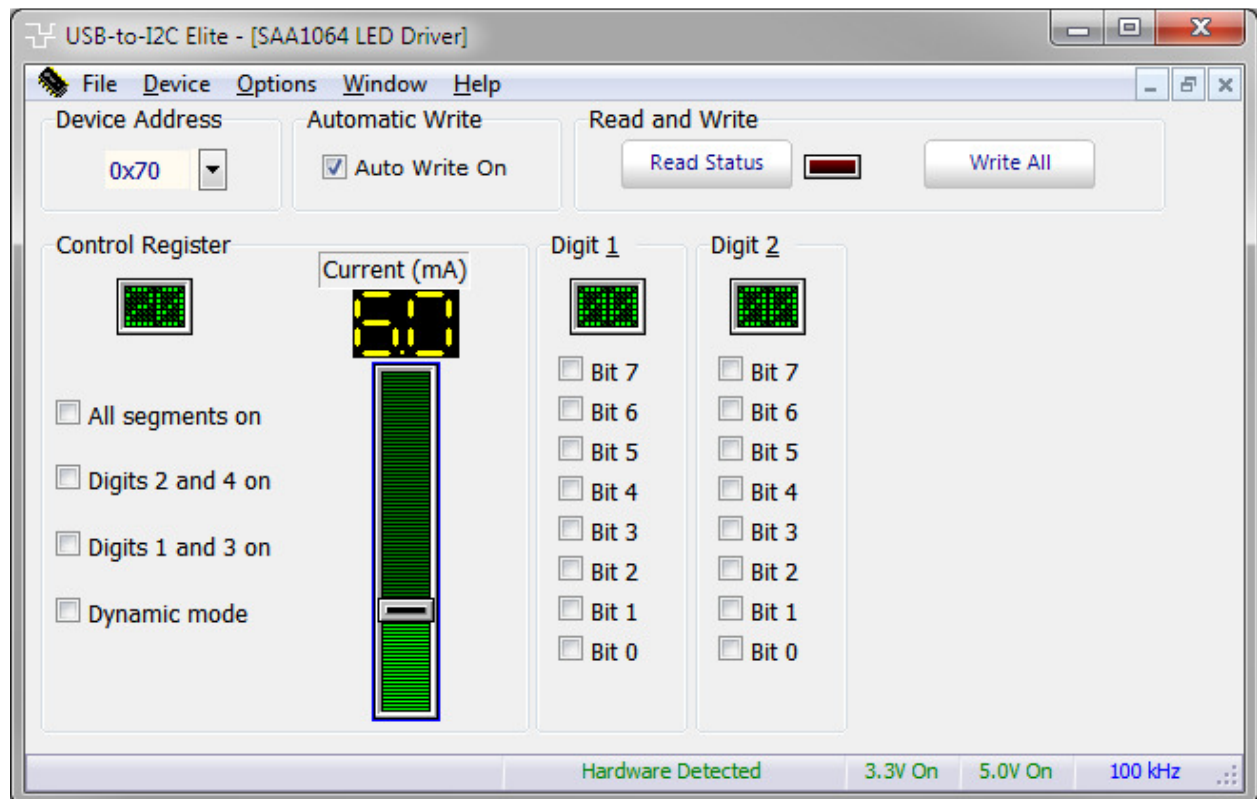 USB-to-I2C Elite - [SAA1064 LED Driver]
File Device Options Window Help
Device Address
Automatic Write
Read and Write
0x70
Auto Write On
Read Status
Write All
Control Register
Current (mA)
Digit 1
Digit 2
All segments on
Digits 2 and 4 on
Digits 1 and 3 on
Dynamic mode
Bit 7
Bit 6
Bit 5
Bit 4
Bit 3
Bit 2
Bit 1
Bit 0
Bit 7
Bit 6
Bit 5
Bit 4
Bit 3
Bit 2
Bit 1
Bit 0
Hardware Detected
3.3V On
5.0V On
100 kHz